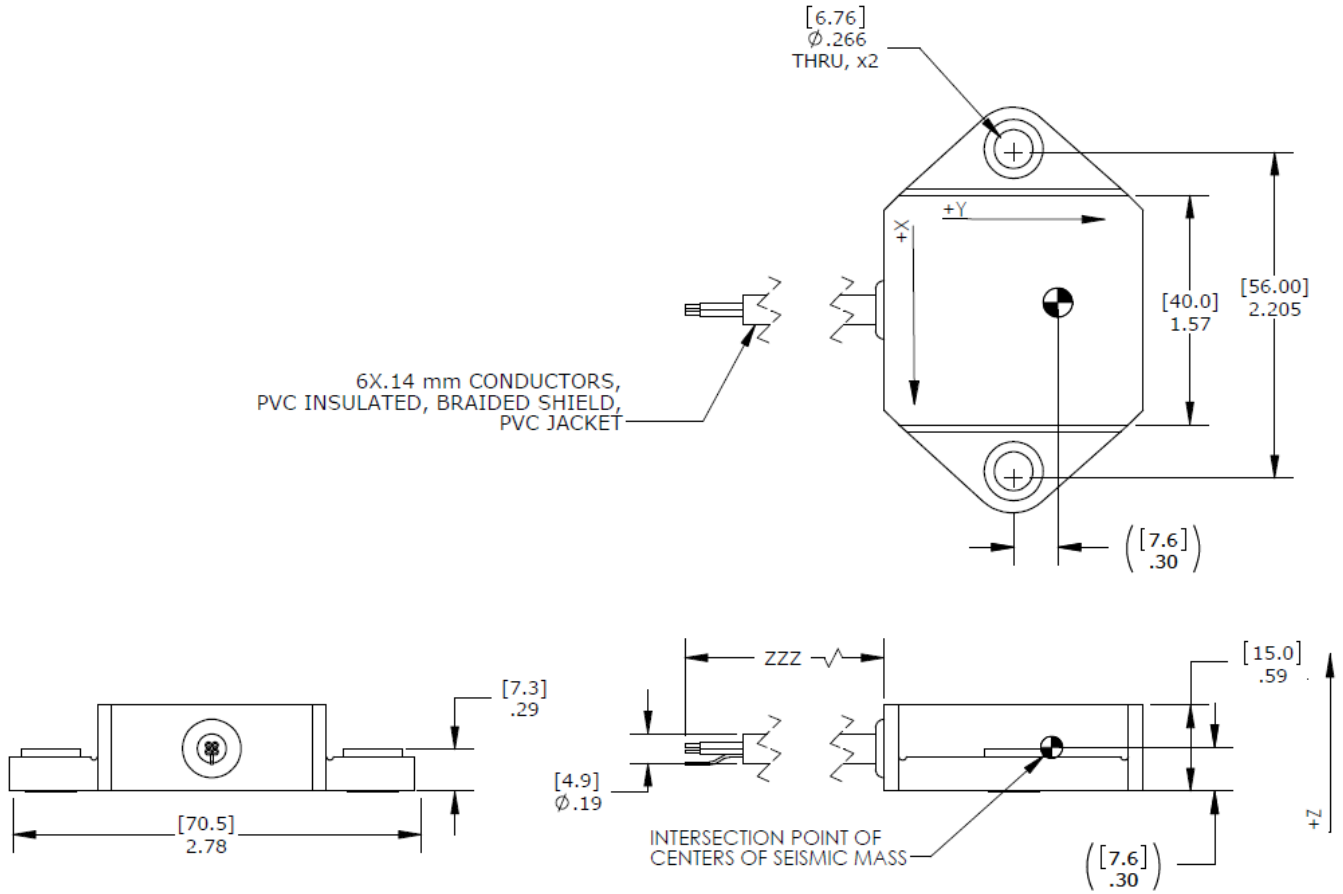 [6.76]
Ø.266
THRU, x2
+Y
+X
[40.0]
1.57
[56.00]
2.205
6X.14 mm CONDUCTORS,
PVC INSULATED, BRAIDED SHIELD,
PVC JACKET
([7.6]
.30)
ZZZ
[15.0]
.59
[7.3]
.29
[4.9]
Ø.19
[70.5]
2.78
INTERSECTION POINT OF
CENTERS OF SEISMIC MASS
([7.6]
.30)
+Z